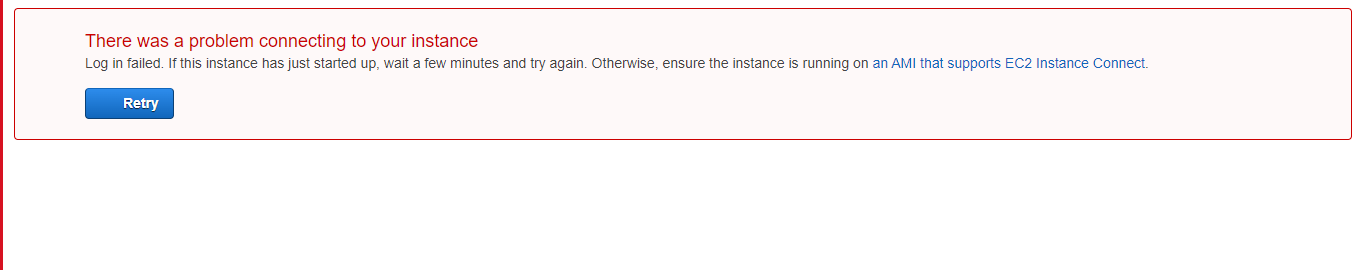 There was a problem connecting to your instance
Log in failed. If this instance has just started up, wait a few minutes and try again. Otherwise, ensure the instance is running on an AMI that supports EC2 Instance Connect.
Retry